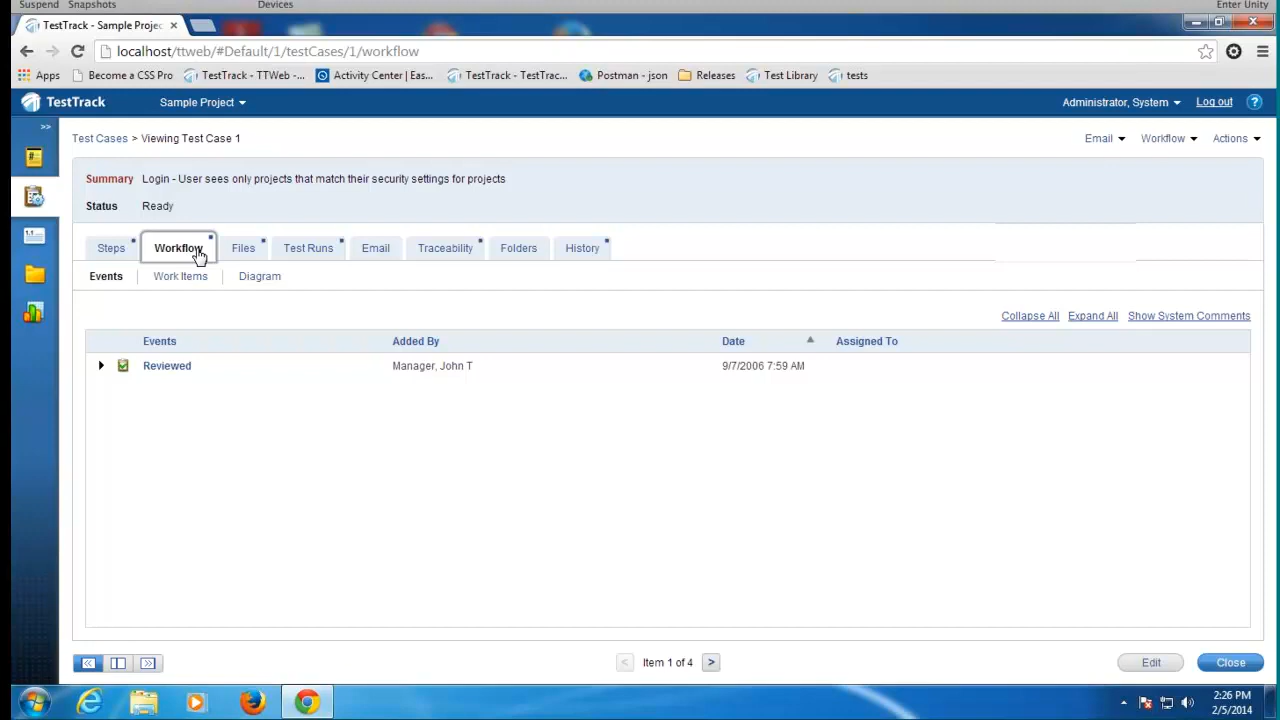 Suspend Snapshots Devices Enter Unity
TestTrack - Sample Projec
localhost/ttweb/#Default/1/testCases/1/workflow
Apps Become a CSS Pro TestTrack - TTWeb -... Activity Center | Eas... TestTrack - TestTrac... Postman - json Releases Test Library tests
TestTrack Sample Project Administrator, System Log out ?
>>
Test Cases > Viewing Test Case 1 Email Workflow Actions
Summary Login - User sees only projects that match their security settings for projects
Status Ready
Steps Workflow Files Test Runs Email Traceability Folders History
Events Work Items Diagram
Collapse All Expand All Show System Comments
Events Added By Date Assigned To
Reviewed Manager, John T 9/7/2006 7:59 AM
< Item 1 of 4 > Edit Close
2:26 PM
2/5/2014